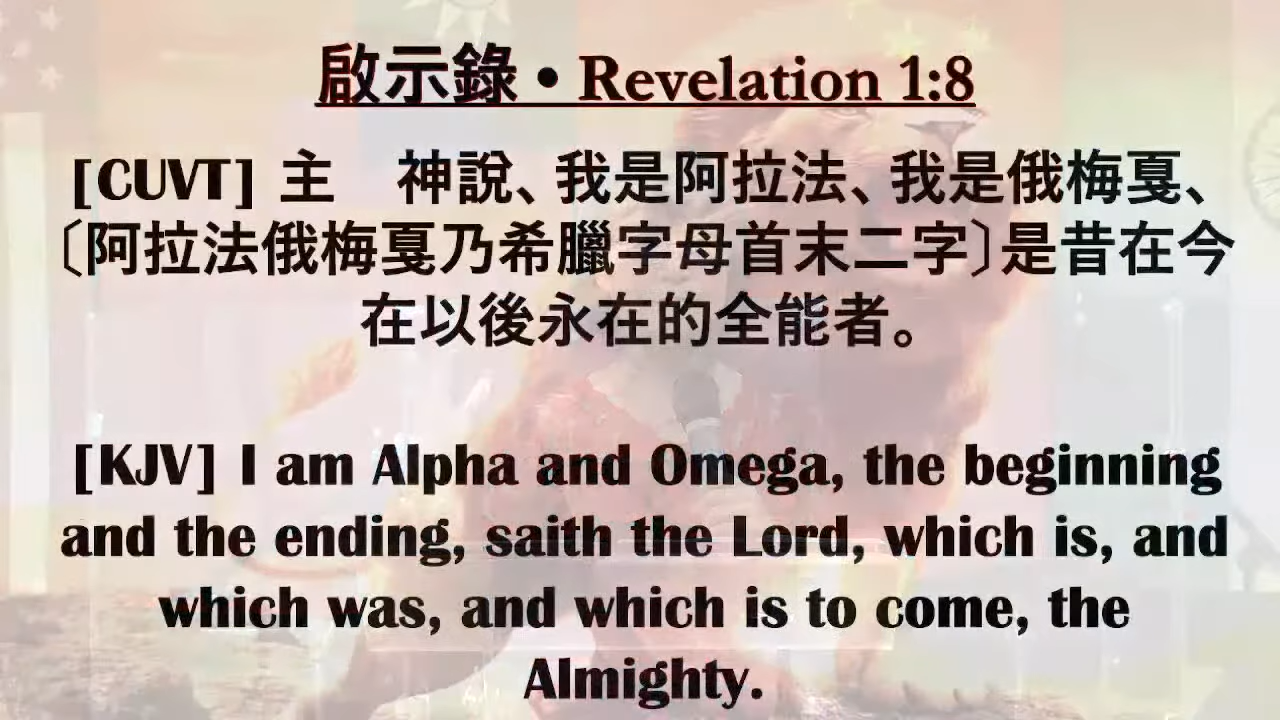 啟示錄 • Revelation 1:8
[CUVT] 主　神說、我是阿拉法、我是俄梅戛、
〔阿拉法俄梅戛乃希臘字母首末二字〕是昔在今
在以後永在的全能者。
[KJV] I am Alpha and Omega, the beginning
and the ending, saith the Lord, which is, and
which was, and which is to come, the
Almighty.